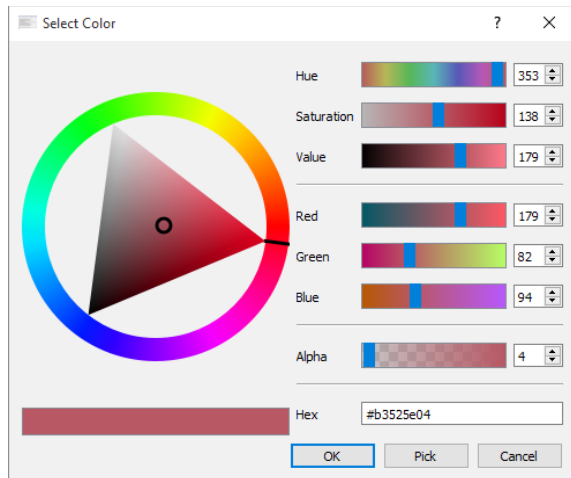 Select Color ?
Hue 353
Saturation 138
Value 179
Red 179
Green 82
Blue 94
Alpha 4
Hex #b3525e04
OK Pick Cancel